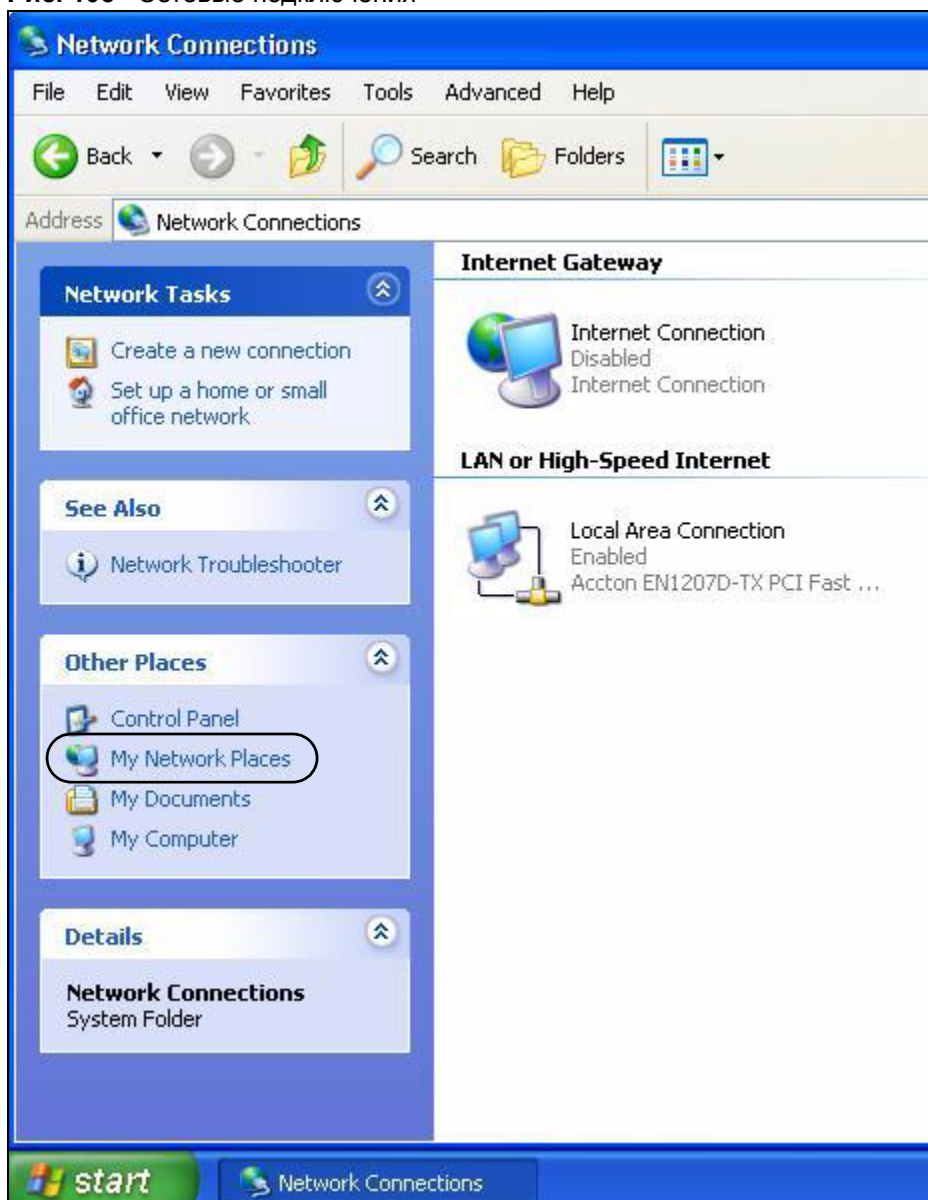 Network Connections
File Edit View Favorites Tools Advanced Help
Back Search Folders
Address Network Connections
Network Tasks
Create a new connection
Set up a home or small
office network
See Also
Network Troubleshooter
Other Places
Control Panel
My Network Places
My Documents
My Computer
Details
Network Connections
System Folder
Internet Gateway
Internet Connection
Disabled
Internet Connection
LAN or High-Speed Internet
Local Area Connection
Enabled
Accton EN1207D-TX PCI Fast ...
start Network Connections